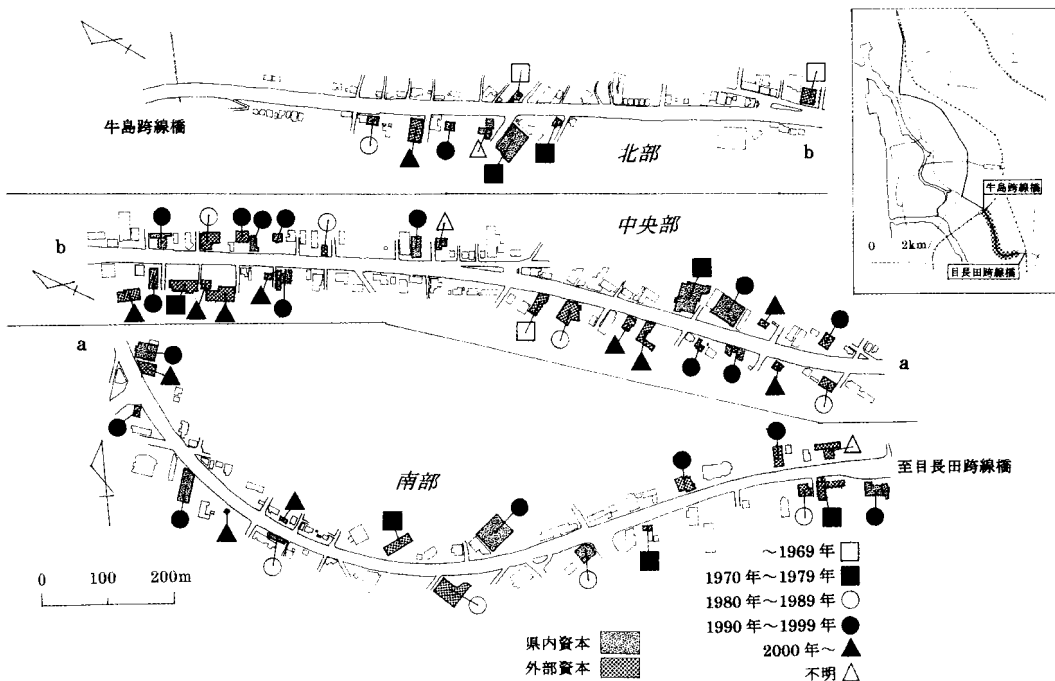 牛島跨線橋
北部
b
0 2km
牛島跨線橋
目長田跨線橋
b
中央部
a
a
南部
至目長田跨線橋
0 100 200m
県内資本
外部資本
～1969年
1970年～1979年
1980年～1989年
1990年～1999年
2000年～
不明